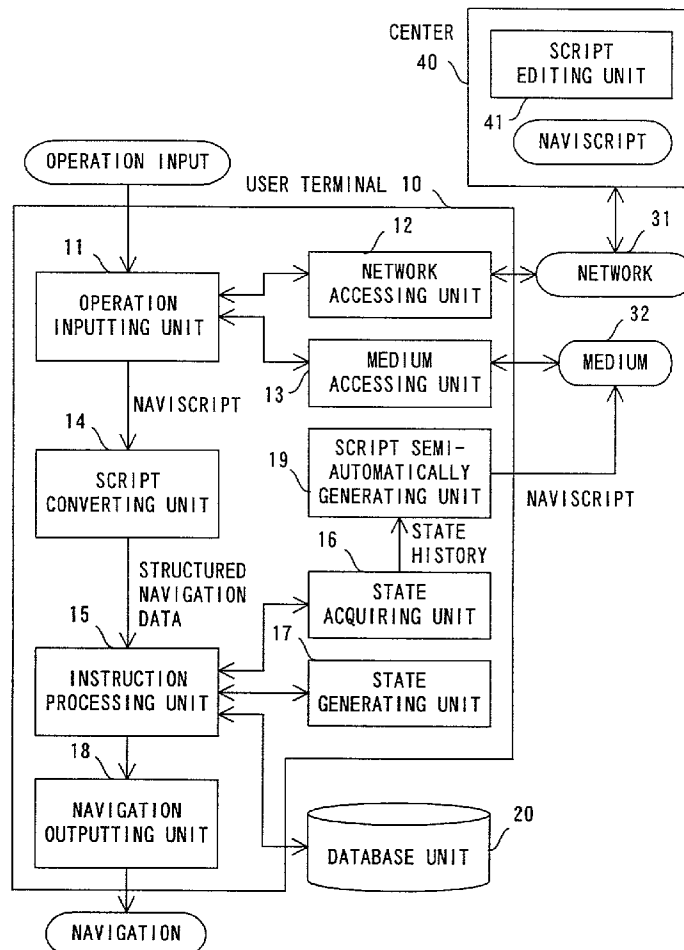 CENTER
40
SCRIPT
EDITING UNIT
41
NAVISCRIPT
OPERATION INPUT
USER TERMINAL 10
31
NETWORK
11
OPERATION
INPUTTING UNIT
12
NETWORK
ACCESSING UNIT
32
MEDIUM
13
MEDIUM
ACCESSING UNIT
NAVISCRIPT
14
SCRIPT
CONVERTING UNIT
19
SCRIPT SEMI-
AUTOMATICALLY
GENERATING UNIT
NAVISCRIPT
STATE
HISTORY
STRUCTURED
NAVIGATION
DATA
16
STATE
ACQUIRING UNIT
15
INSTRUCTION
PROCESSING UNIT
17
STATE
GENERATING UNIT
18
NAVIGATION
OUTPUTTING UNIT
20
DATABASE UNIT
NAVIGATION